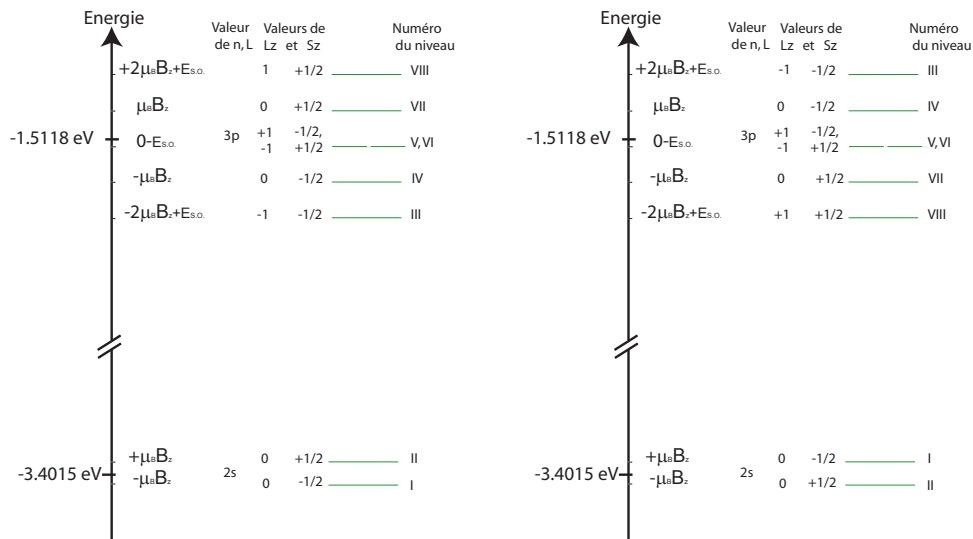 Energie
Valeur de n, L
Valeurs de Lz et Sz
Numéro du niveau
+2μBBz+Es.o. 1 +1/2 VIII
μBBz 0 +1/2 VII
-1.5118 eV 0-Es.o. 3p +1 -1/2, -1 +1/2 V, VI
-μBBz 0 -1/2 IV
-2μBBz+Es.o. -1 -1/2 III
+μBBz 0 +1/2 II
-3.4015 eV 2s
-μBBz 0 -1/2 I
Energie
Valeur de n, L
Valeurs de Lz et Sz
Numéro du niveau
+2μBBz+Es.o. -1 -1/2 III
μBBz 0 -1/2 IV
-1.5118 eV 0-Es.o. 3p +1 -1/2, -1 +1/2 V, VI
-μBBz 0 +1/2 VII
-2μBBz+Es.o. +1 +1/2 VIII
+μBBz 0 -1/2 I
-3.4015 eV 2s
-μBBz 0 +1/2 II